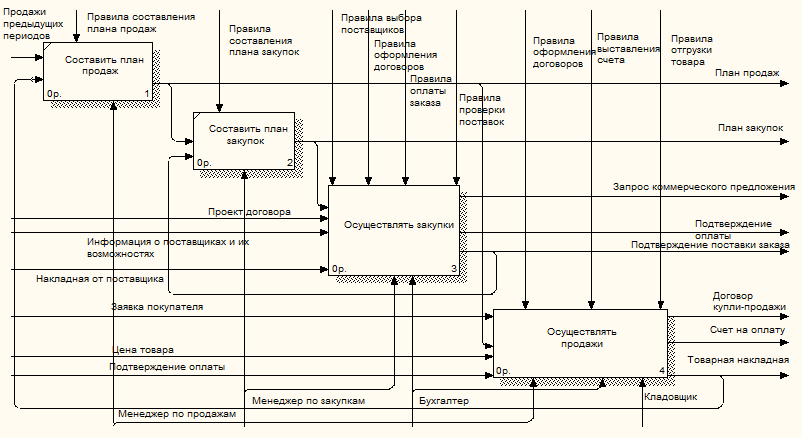 Продажи
предыдущих
периодов
Правила составления
плана продаж
Правила
составления
плана закупок
Правила выбора
поставщиков
Правила
оформления
договоров
Правила
оплаты
заказа
Правила
проверки
поставок
Правила
оформления
договоров
Правила
выставления
счета
Правила
отгрузки
товара
Составить план
продаж
0р. 1
План продаж
Составить план
закупок
0р. 2
План закупок
Осуществлять закупки
0р. 3
Запрос коммерческого предложения
Подтверждение
оплаты
Подтверждение поставки заказа
Проект договора
Информация о поставщиках и их
возможностях
Накладная от поставщика
Заявка покупателя
Цена товара
Подтверждение оплаты
Осуществлять
продажи
0р. 4
Договор
купли-продажи
Счет на оплату
Товарная накладная
Менеджер по закупкам
Бухгалтер
Кладовщик
Менеджер по продажам